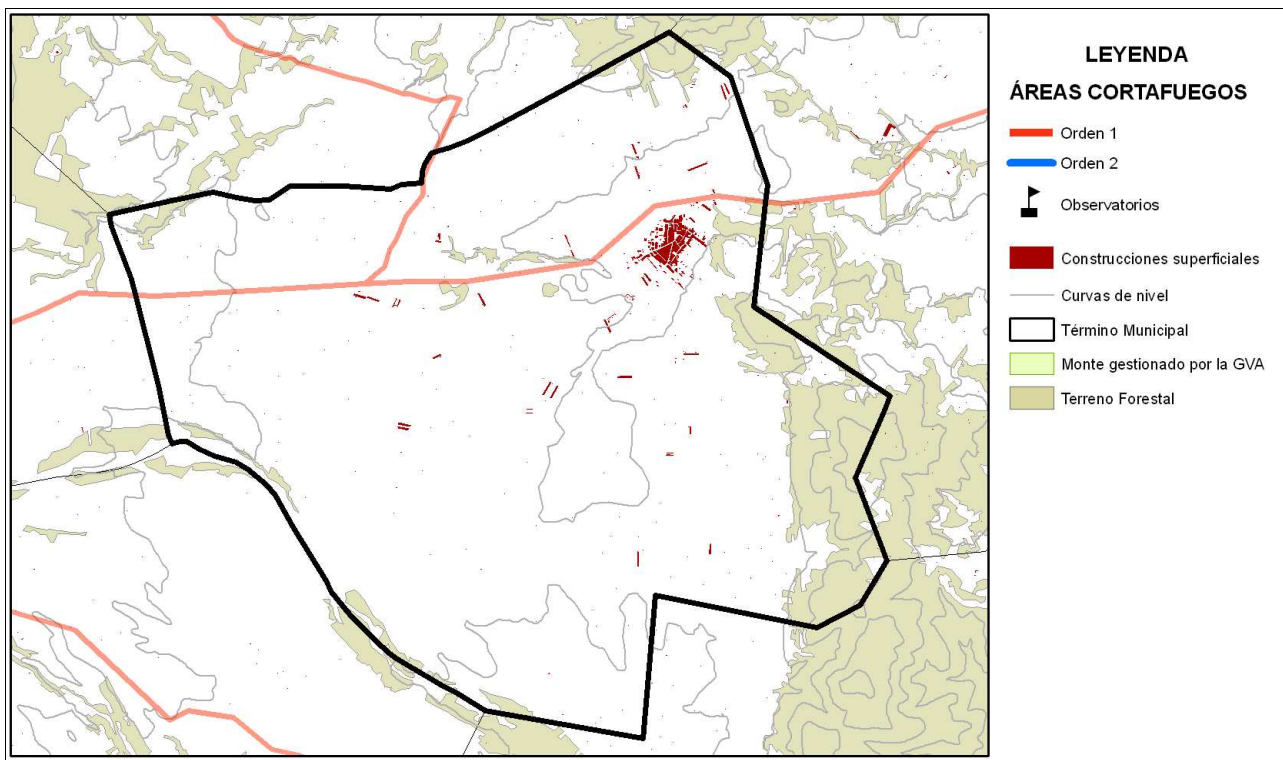 LEYENDA
ÁREAS CORTAFUEGOS
Orden 1
Orden 2
Observatorios
Construcciones superficiales
Curvas de nivel
Término Municipal
Monte gestionado por la GVA
Terreno Forestal